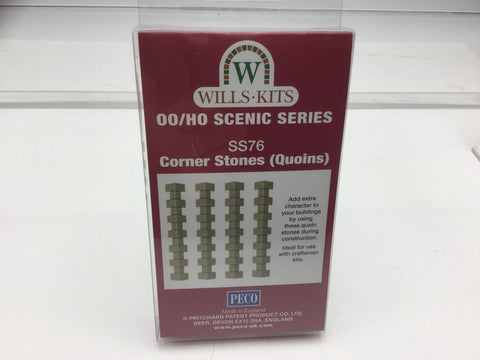 W
WILLS·KITS
OO/HO SCENIC SERIES
SS76
Corner Stones (Quoins)
Add extra
character to
your buildings
by using
these quoin
stones during
construction.
Ideal for use
with craftsman
kits.
PECO
Made in England
© PRITCHARD PATENT PRODUCT CO. LTD.
BEER, DEVON EX12 3NA, ENGLAND
www.peco-uk.com